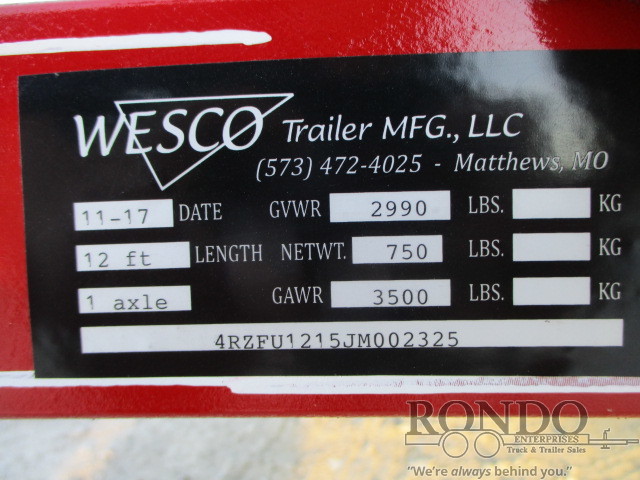 WESCO Trailer MFG., LLC
(573) 472-4025 - Matthews, MO
11-17 DATE GVWR 2990 LBS. KG
12 ft LENGTH NETWT. 750 LBS. KG
1 axle GAWR 3500 LBS. KG
4RZFU1215JM002325
RONDO
ENTERPRISES
Truck & Trailer Sales
"We're always behind you."